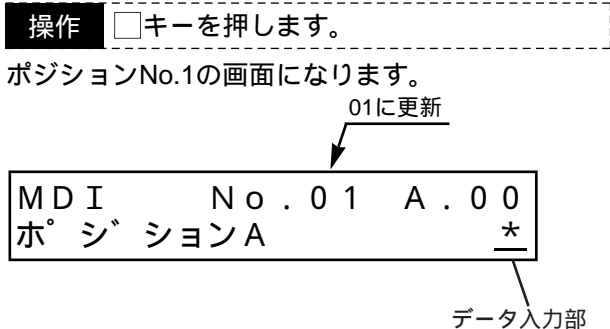 操作 □キーを押します。
ポジションNo.1の画面になります。
01に更新
MDI No.01 A.00
ポジションA *
データ入力部